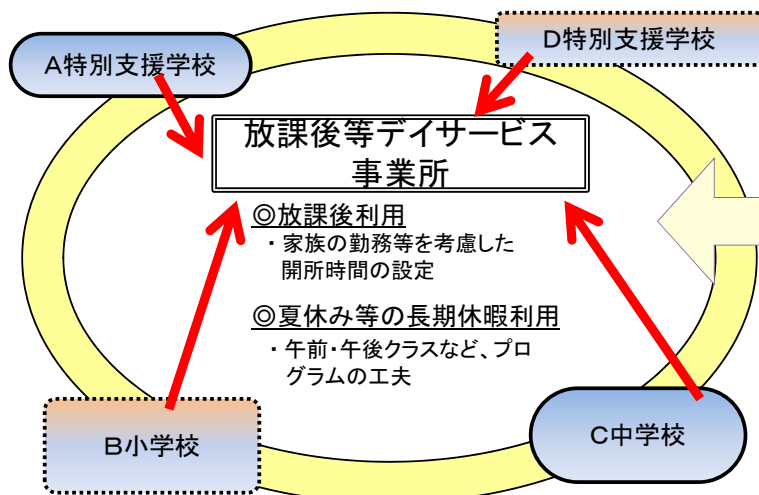 A特別支援学校
D特別支援学校
放課後等デイサービス
事業所
◎放課後利用
・ 家族の勤務等を考慮した
開所時間の設定
◎夏休み等の長期休暇利用
・ 午前・午後クラスなど、プロ
グラムの工夫
B小学校
C中学校